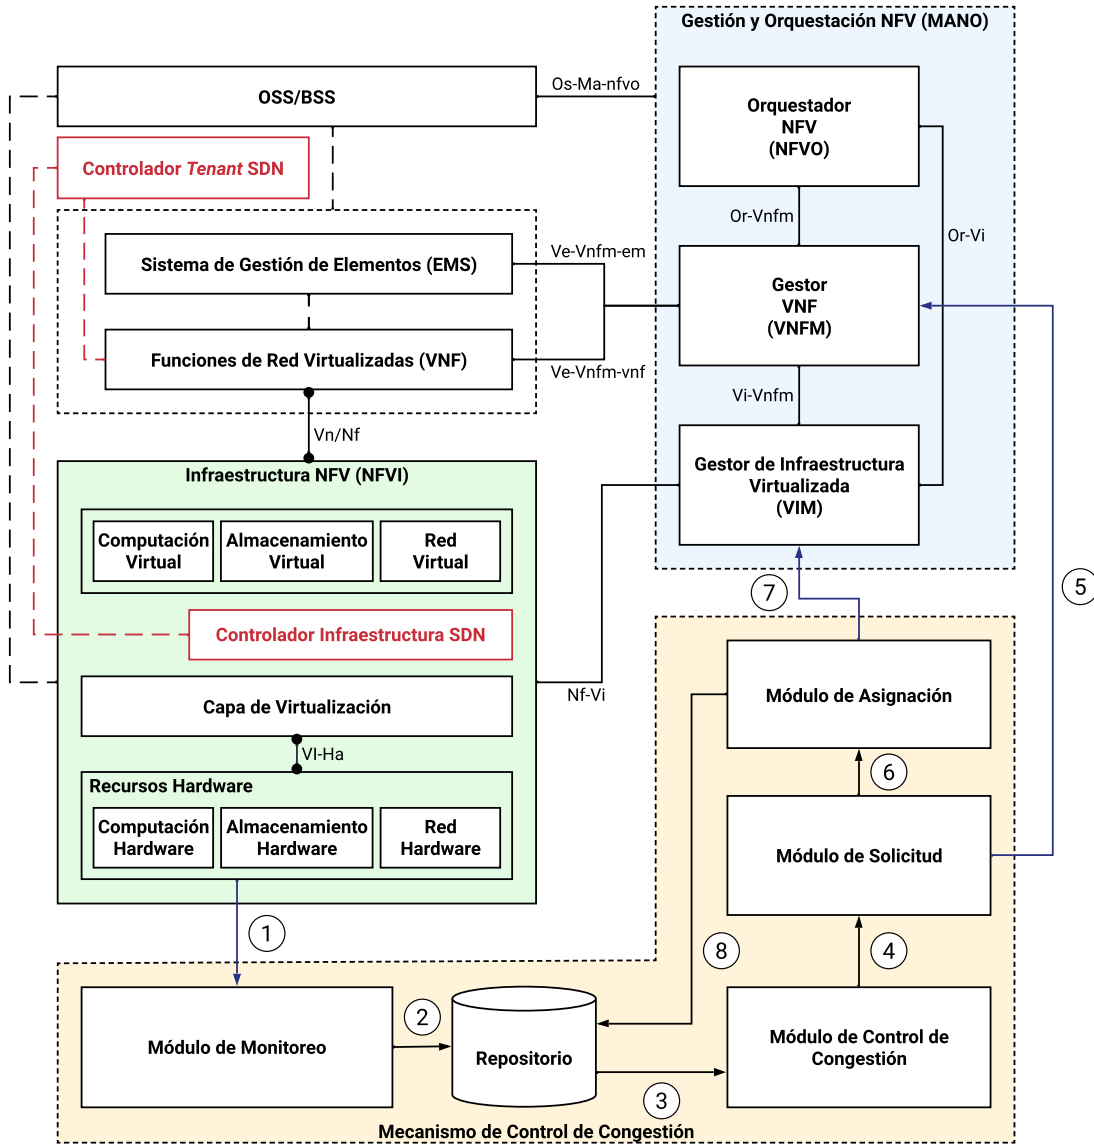 Gestión y Orquestación NFV (MANO)
OSS/BSS
Os-Ma-nfvo
Orquestador
NFV
(NFVO)
Controlador Tenant SDN
Or-Vnfm
Or-Vi
Sistema de Gestión de Elementos (EMS)
Ve-Vnfm-em
Gestor
VNF
(VNFM)
Funciones de Red Virtualizadas (VNF)
Ve-Vnfm-vnf
Vi-Vnfm
Vn/Nf
Gestor de Infraestructura
Virtualizada
(VIM)
Infraestructura NFV (NFVI)
Computación
Virtual
Almacenamiento
Virtual
Red
Virtual
7
5
Controlador Infraestructura SDN
Nf-Vi
Capa de Virtualización
Módulo de Asignación
VI-Ha
6
Recursos Hardware
Computación
Hardware
Almacenamiento
Hardware
Red
Hardware
Módulo de Solicitud
1
8
4
Módulo de Monitoreo
2
Repositorio
3
Módulo de Control de
Congestión
Mecanismo de Control de Congestión